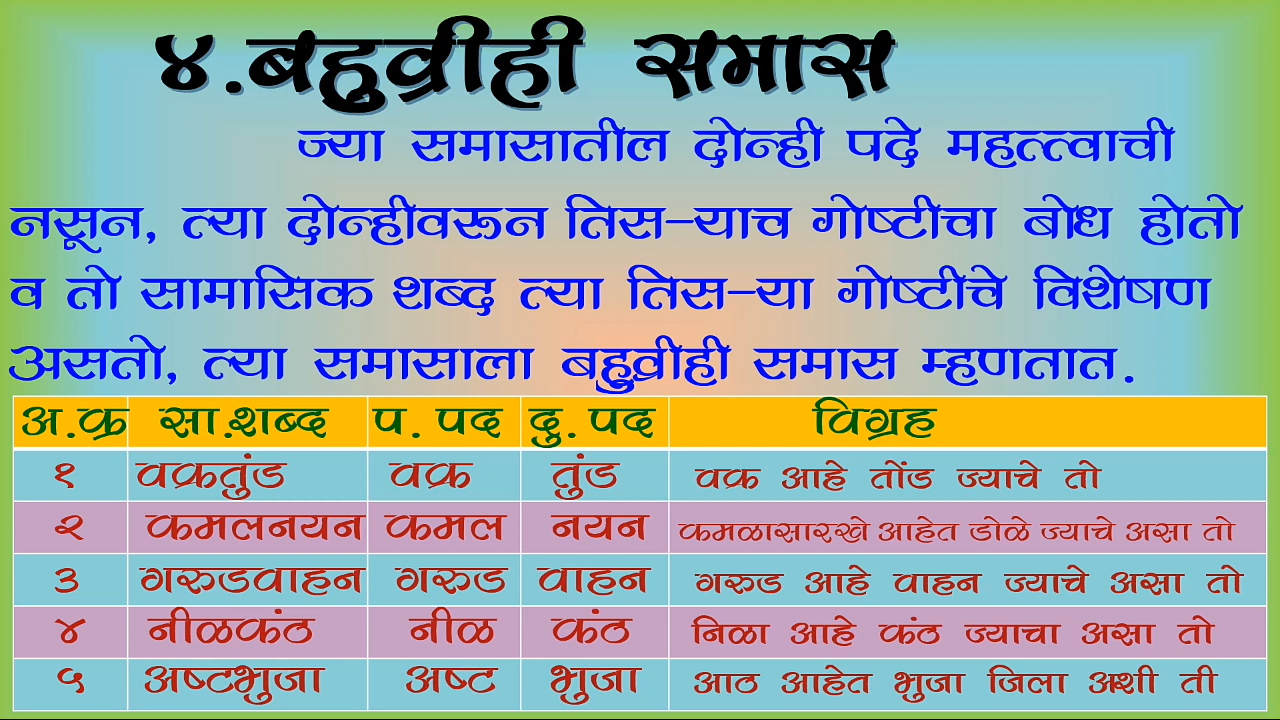 ४.बहुव्रीही समास
ज्या समासातील दोन्ही पदे महत्त्वाची
नसून, त्या दोन्हीवरून तिस-याच गोष्टीचा बोध होतो
व तो सामासिक शब्द त्या तिस-या गोष्टीचे विशेषण
असतो, त्या समासाला बहुव्रीही समास म्हणतात.
अ.क्र सा.शब्द प. पद दु. पद विग्रह
१ वक्रतुंड वक्र तुंड वक्र आहे तोंड ज्याचे तो
२ कमलनयन कमल नयन कमळासारखे आहेत डोळे ज्याचे असा तो
३ गरुडवाहन गरुड वाहन गरुड आहे वाहन ज्याचे असा तो
४ नीळकंठ नीळ कंठ निळा आहे कंठ ज्याचा असा तो
५ अष्टभुजा अष्ट भुजा आठ आहेत भुजा जिला अशी ती